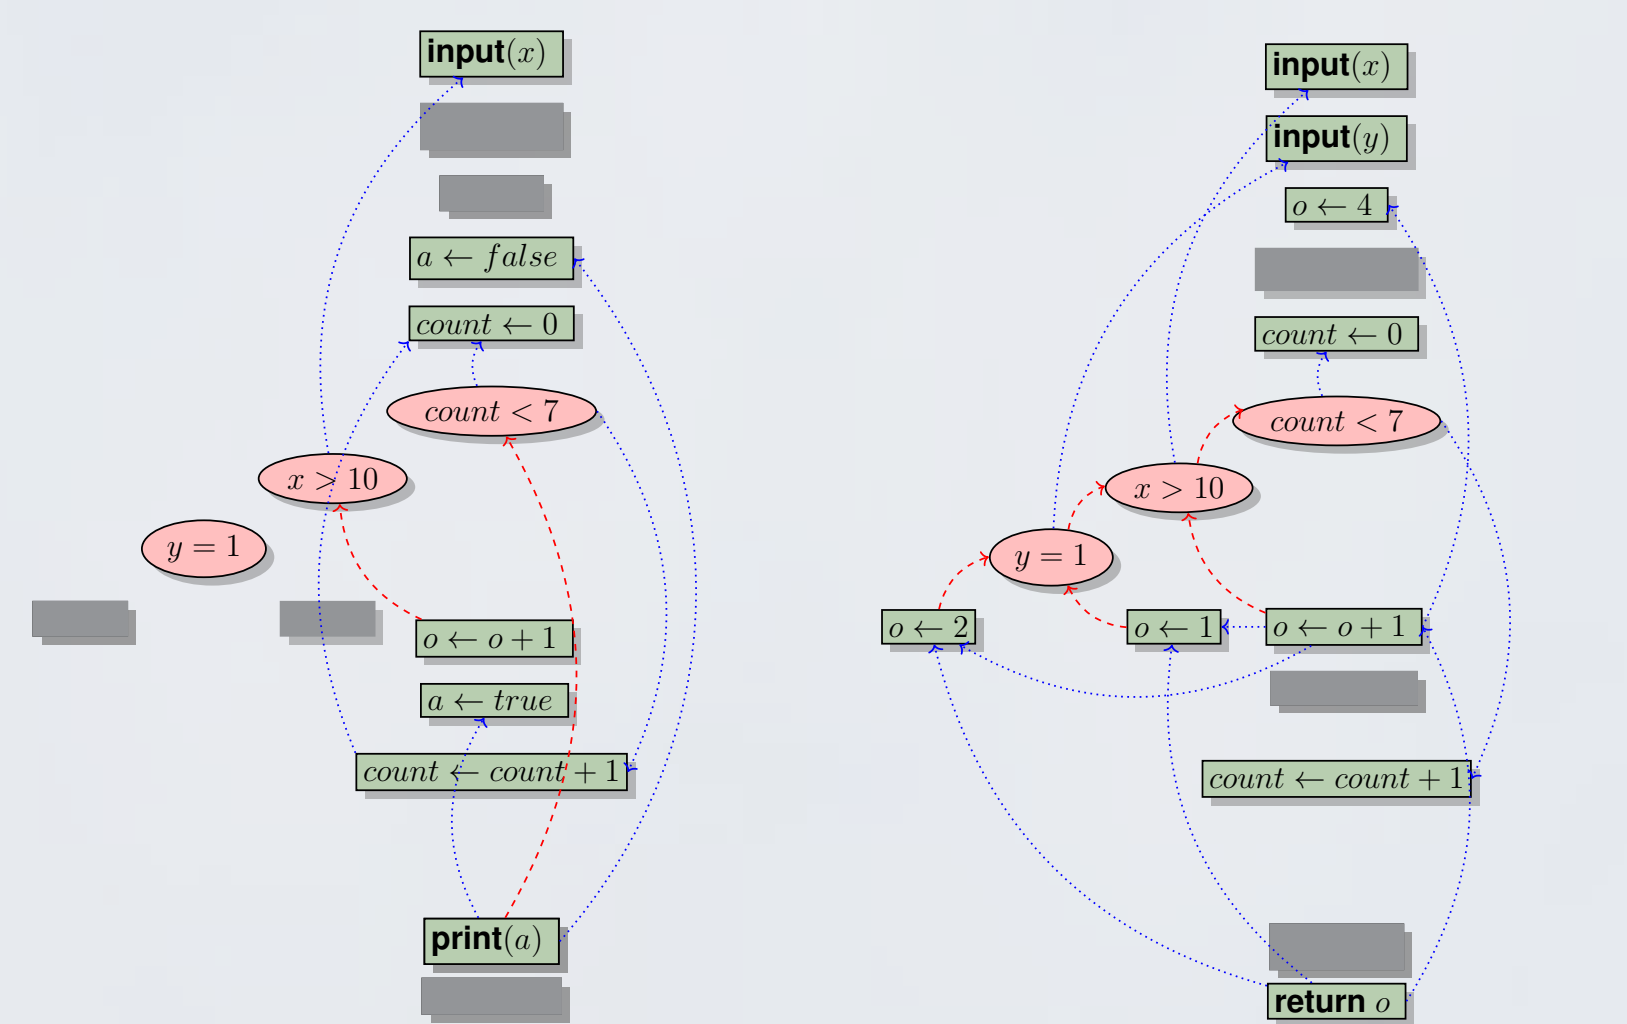 input(x)
a ← false
count ← 0
count < 7
x > 10
y = 1
o ← o + 1
a ← true
count ← count + 1
print(a)
input(x)
input(y)
o ← 4
count ← 0
count < 7
x > 10
y = 1
o ← 2
o ← 1
o ← o + 1
count ← count + 1
return o